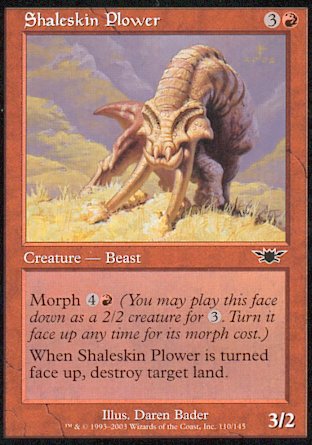 Shaleskin Plower 3
Creature — Beast
Morph 4 (You may play this face
down as a 2/2 creature for 3. Turn it
face up any time for its morph cost.)
When Shaleskin Plower is turned
face up, destroy target land.
Illus. Daren Bader
™ & © 1993–2003 Wizards of the Coast, Inc. 110/145
3/2